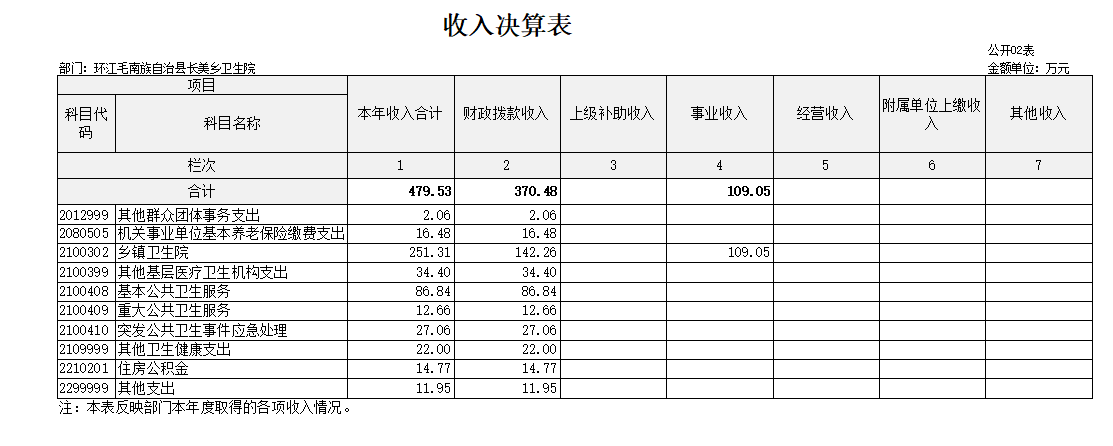 收入决算表
公开02表
部门：环江毛南族自治县长美乡卫生院 金额单位：万元
项目
科目代码 科目名称 本年收入合计 财政拨款收入 上级补助收入 事业收入 经营收入 附属单位上缴收入 其他收入
栏次 1 2 3 4 5 6 7
合计 479.53 370.48 109.05
2012999 其他群众团体事务支出 2.06 2.06
2080505 机关事业单位基本养老保险缴费支出 16.48 16.48
2100302 乡镇卫生院 251.31 142.26 109.05
2100399 其他基层医疗卫生机构支出 34.40 34.40
2100408 基本公共卫生服务 86.84 86.84
2100409 重大公共卫生服务 12.66 12.66
2100410 突发公共卫生事件应急处理 27.06 27.06
2109999 其他卫生健康支出 22.00 22.00
2210201 住房公积金 14.77 14.77
2299999 其他支出 11.95 11.95
注：本表反映部门本年度取得的各项收入情况。